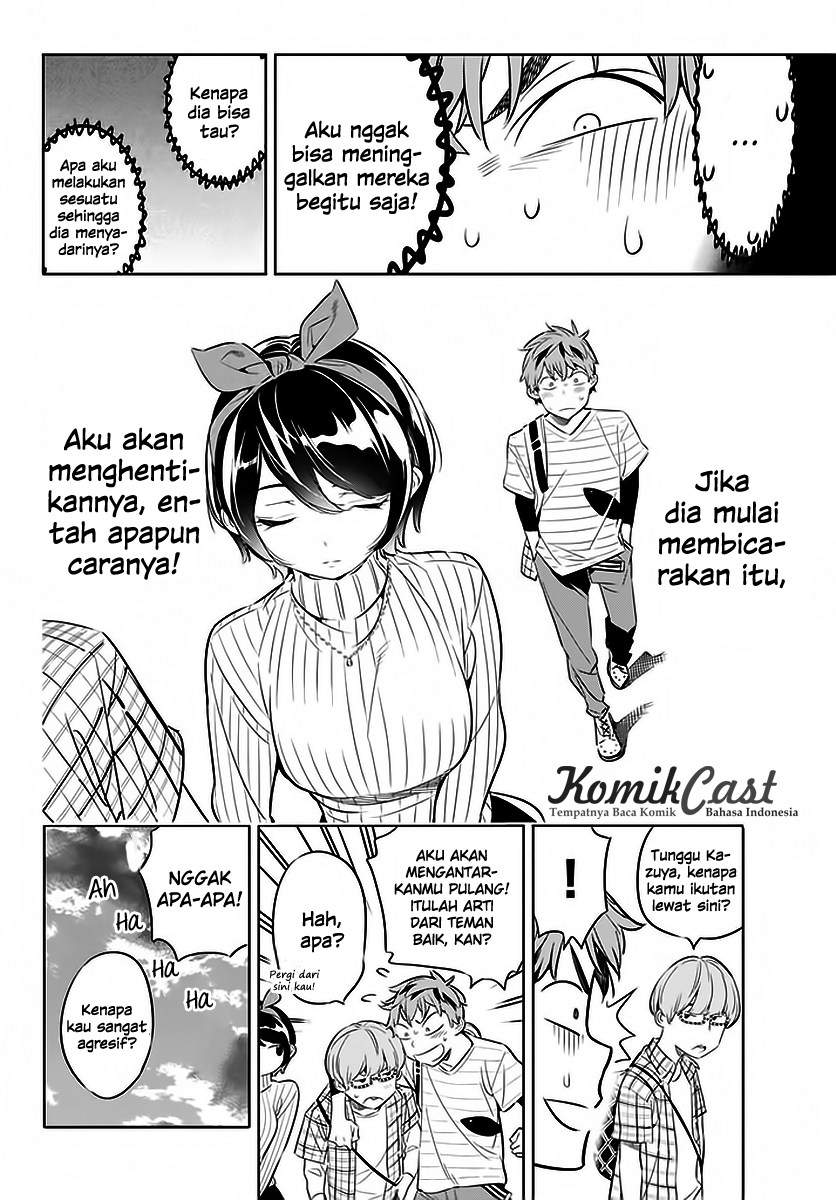 ...
Aku nggak
bisa mening-
galkan mereka
begitu saja!
Kenapa
dia bisa
tau?
Apa aku
melakukan
sesuatu
sehingga
dia menya-
darinya?
Jika
dia mulai
membica-
rakan itu,
Aku akan
menghenti-
kannya, en-
tah apapun
caranya!
KomikCast
Tempatnya Baca Komik Bahasa Indonesia
Tunggu Ka-
zuya, kenapa
kamu ikutan
lewat sini?
!
AKU AKAN
MENGANTAR-
KANMU PULANG!
ITULAH ARTI
DARI TEMAN
BAIK, KAN?
Hah,
apa?
Pergi dari
sini kau!
NGGAK
APA-APA!
Ah
Ha
Ha
Ha
Kenapa
kau sangat
agresif?